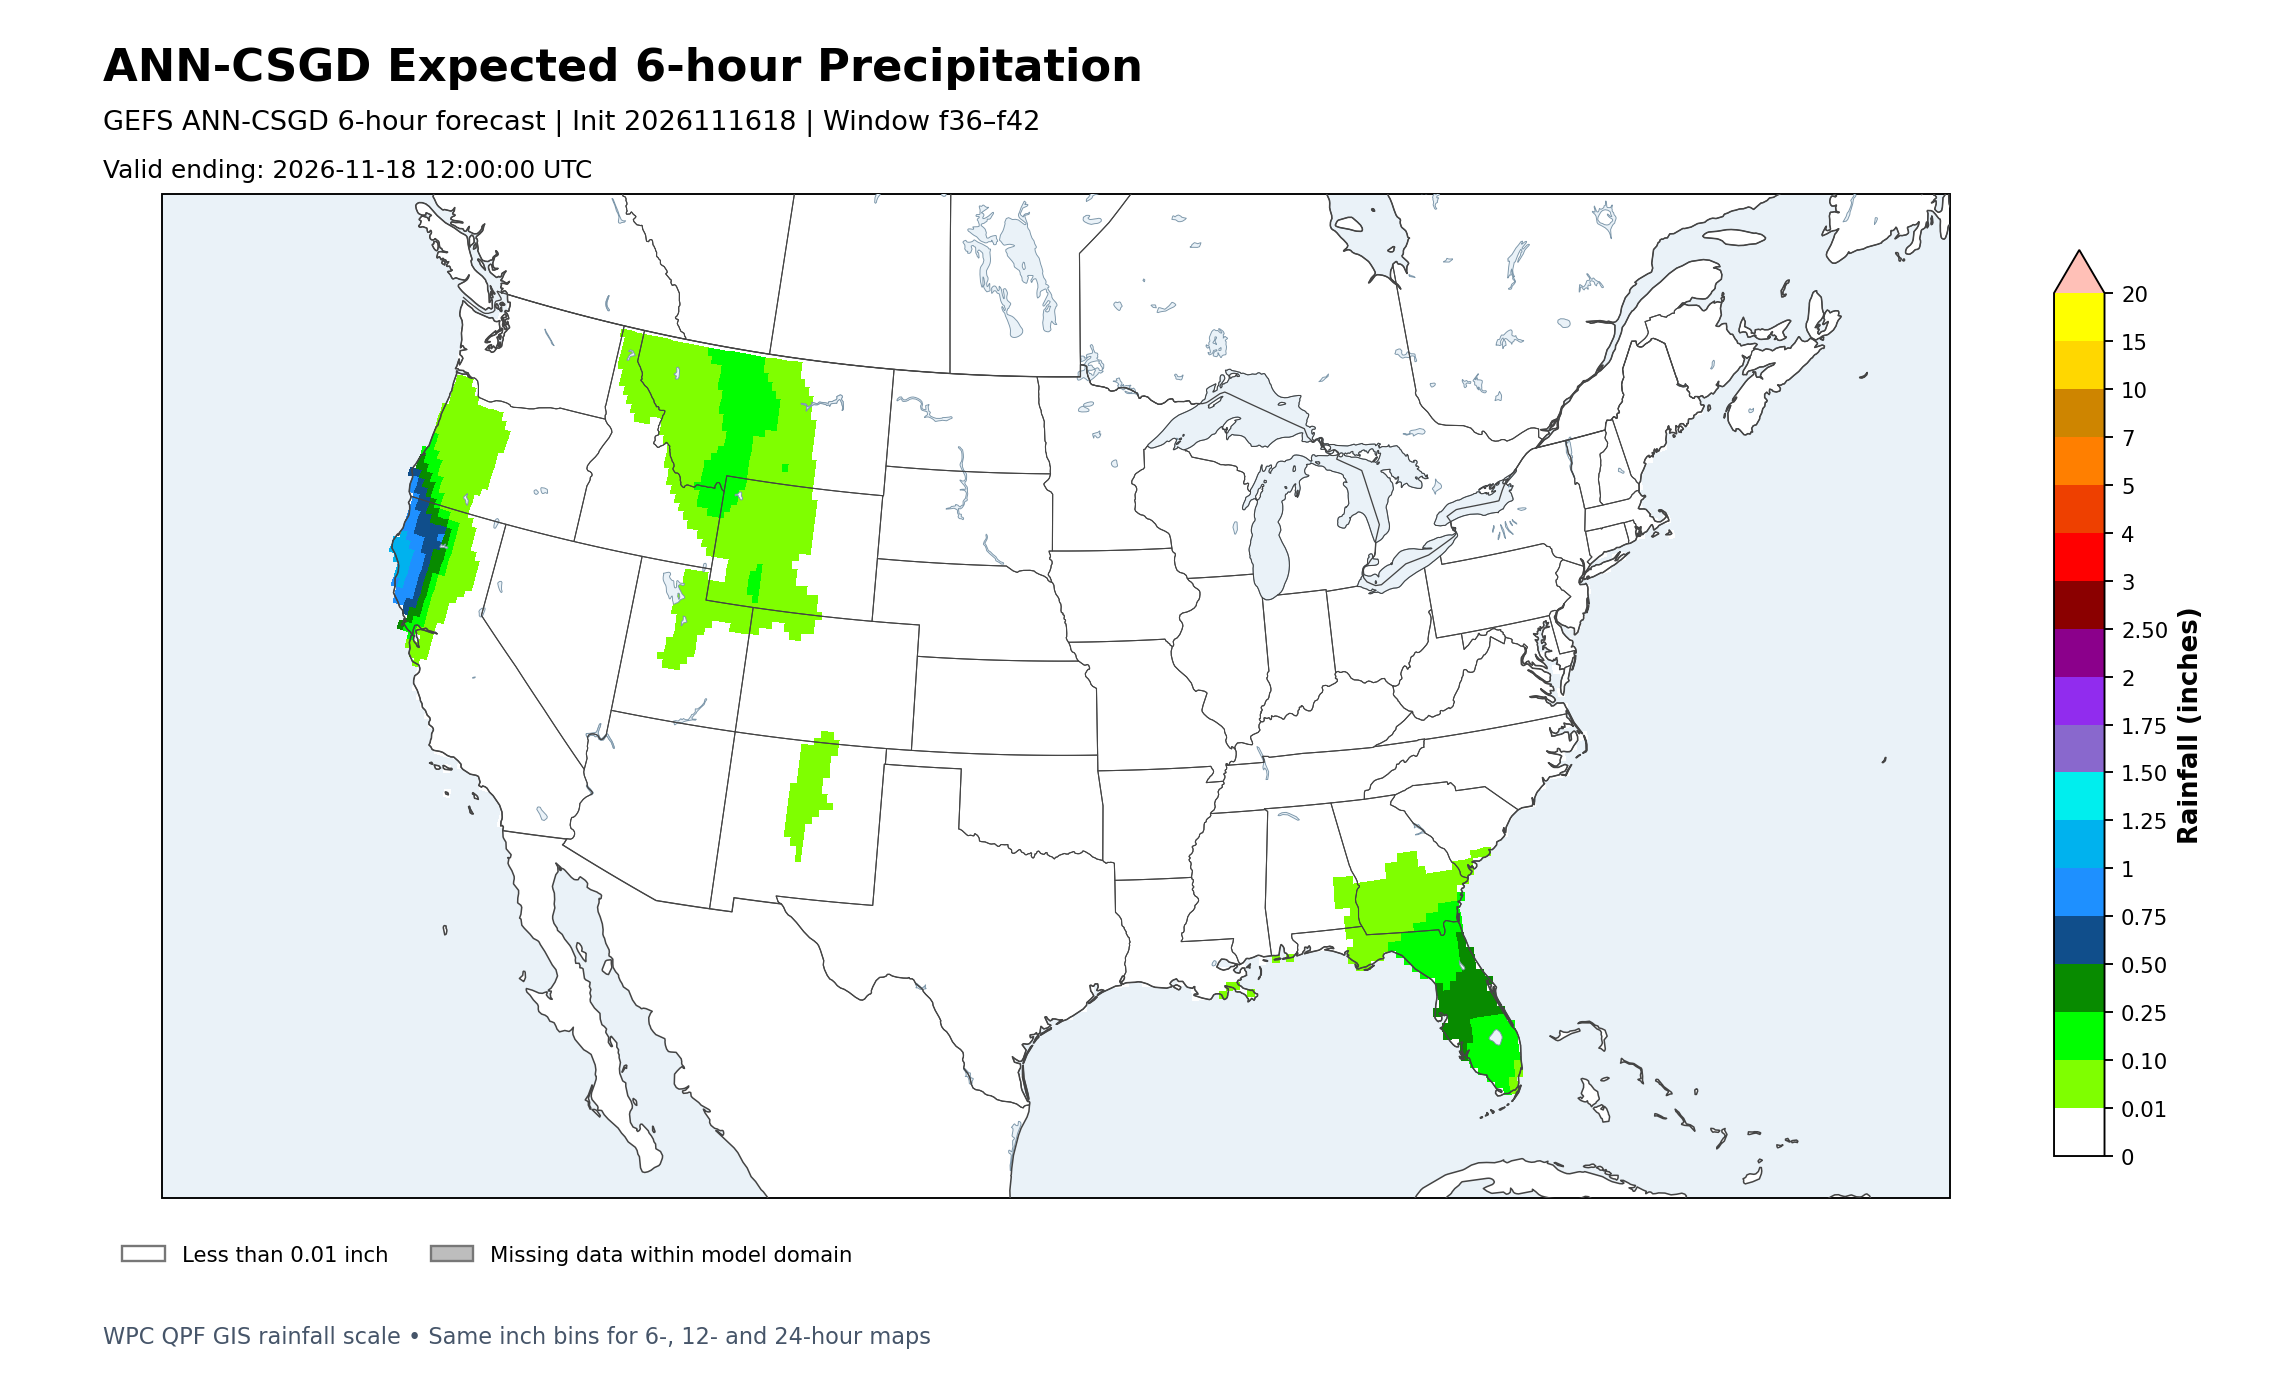 ANN-CSGD Expected 6-hour Precipitation
GEFS ANN-CSGD 6-hour forecast | Init 2026111618 | Window f36–f42
Valid ending: 2026-11-18 12:00:00 UTC
20
15
10
7
5
4
3
2.50
2
1.75
1.50
1.25
1
0.75
0.50
0.25
0.10
0.01
0
Rainfall (inches)
Less than 0.01 inch
Missing data within model domain
WPC QPF GIS rainfall scale • Same inch bins for 6-, 12- and 24-hour maps